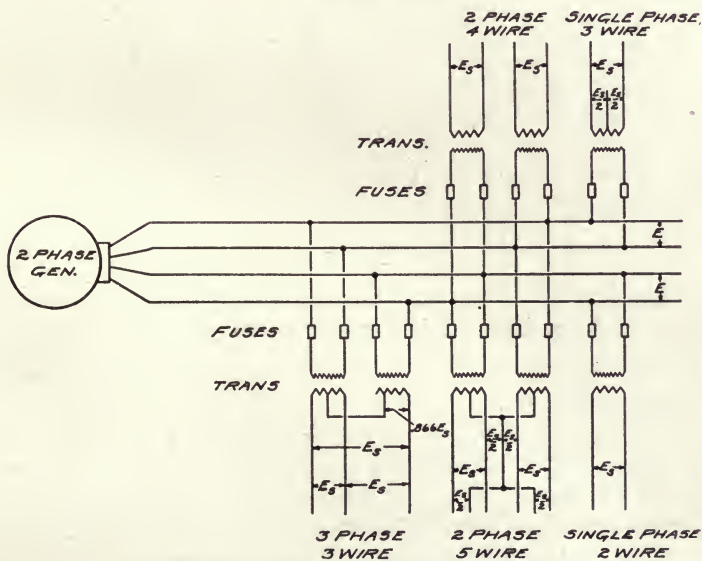 2 PHASE
4 WIRE
SINGLE PHASE,
3 WIRE
E_S
E_S
E_S
E_S/2
E_S/2
TRANS.
FUSES
2 PHASE
GEN.
E
E
FUSES
TRANS
.866E_S
E_S
E_S
E_S
E_S/2
E_S/2
E_S
E_S
E_S/2
E_S/2
E_S
3 PHASE
3 WIRE
2 PHASE
5 WIRE
SINGLE PHASE
2 WIRE